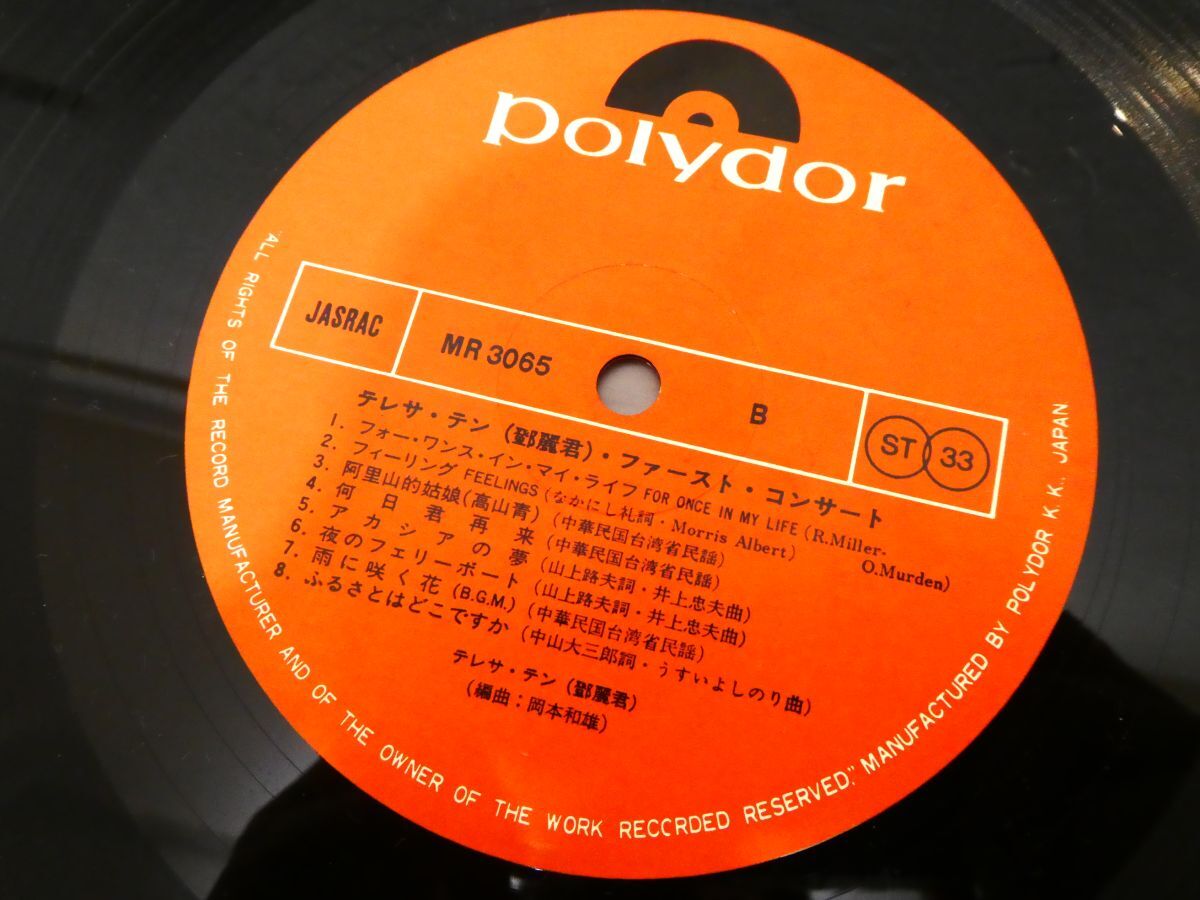 polydor
JASRAC
MR 3065
B
ST 33
テレサ・テン (鄧麗君)・ファースト・コンサート
1. フォー・ワンス・イン・マイ・ライフ FOR ONCE IN MY LIFE (R.Miller-
O.Murden)
2. フィーリング FEELINGS (なかにし礼詞・Morris Albert)
3. 阿里山的姑娘(高山青) (中華民国台湾省民謡)
4. 何日君再来 (中華民国台湾省民謡)
5. アカシアの夢 (山上路夫詞・井上忠夫曲)
6. 夜のフェリーボート (山上路夫詞・井上忠夫曲)
7. 雨に咲く花 (B.G.M.) (中華民国台湾省民謡)
8. ふるさとはどこですか (中山大三郎詞・うすいよしのり曲)
テレサ・テン (鄧麗君)
(編曲:岡本和雄)
"ALL RIGHTS OF THE RECORD MANUFACTURER AND OF THE OWNER OF THE WORK RECORDED RESERVED," MANUFACTURED BY POLYDOR K.K., JAPAN